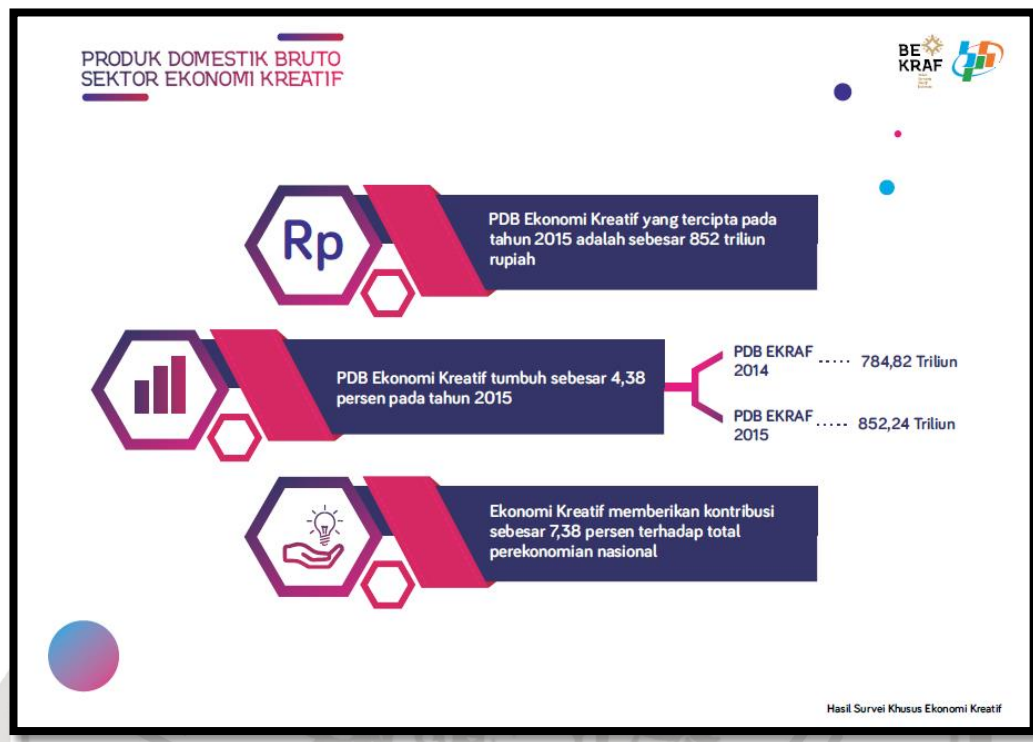 PRODUK DOMESTIK BRUTO
SEKTOR EKONOMI KREATIF
BE
KRAF
Rp
PDB Ekonomi Kreatif yang tercipta pada
tahun 2015 adalah sebesar 852 triliun
rupiah
PDB Ekonomi Kreatif tumbuh sebesar 4,38
persen pada tahun 2015
PDB EKRAF
2014 ..... 784,82 Triliun
PDB EKRAF
2015 ..... 852,24 Triliun
Ekonomi Kreatif memberikan kontribusi
sebesar 7,38 persen terhadap total
perekonomian nasional
Hasil Survei Khusus Ekonomi Kreatif